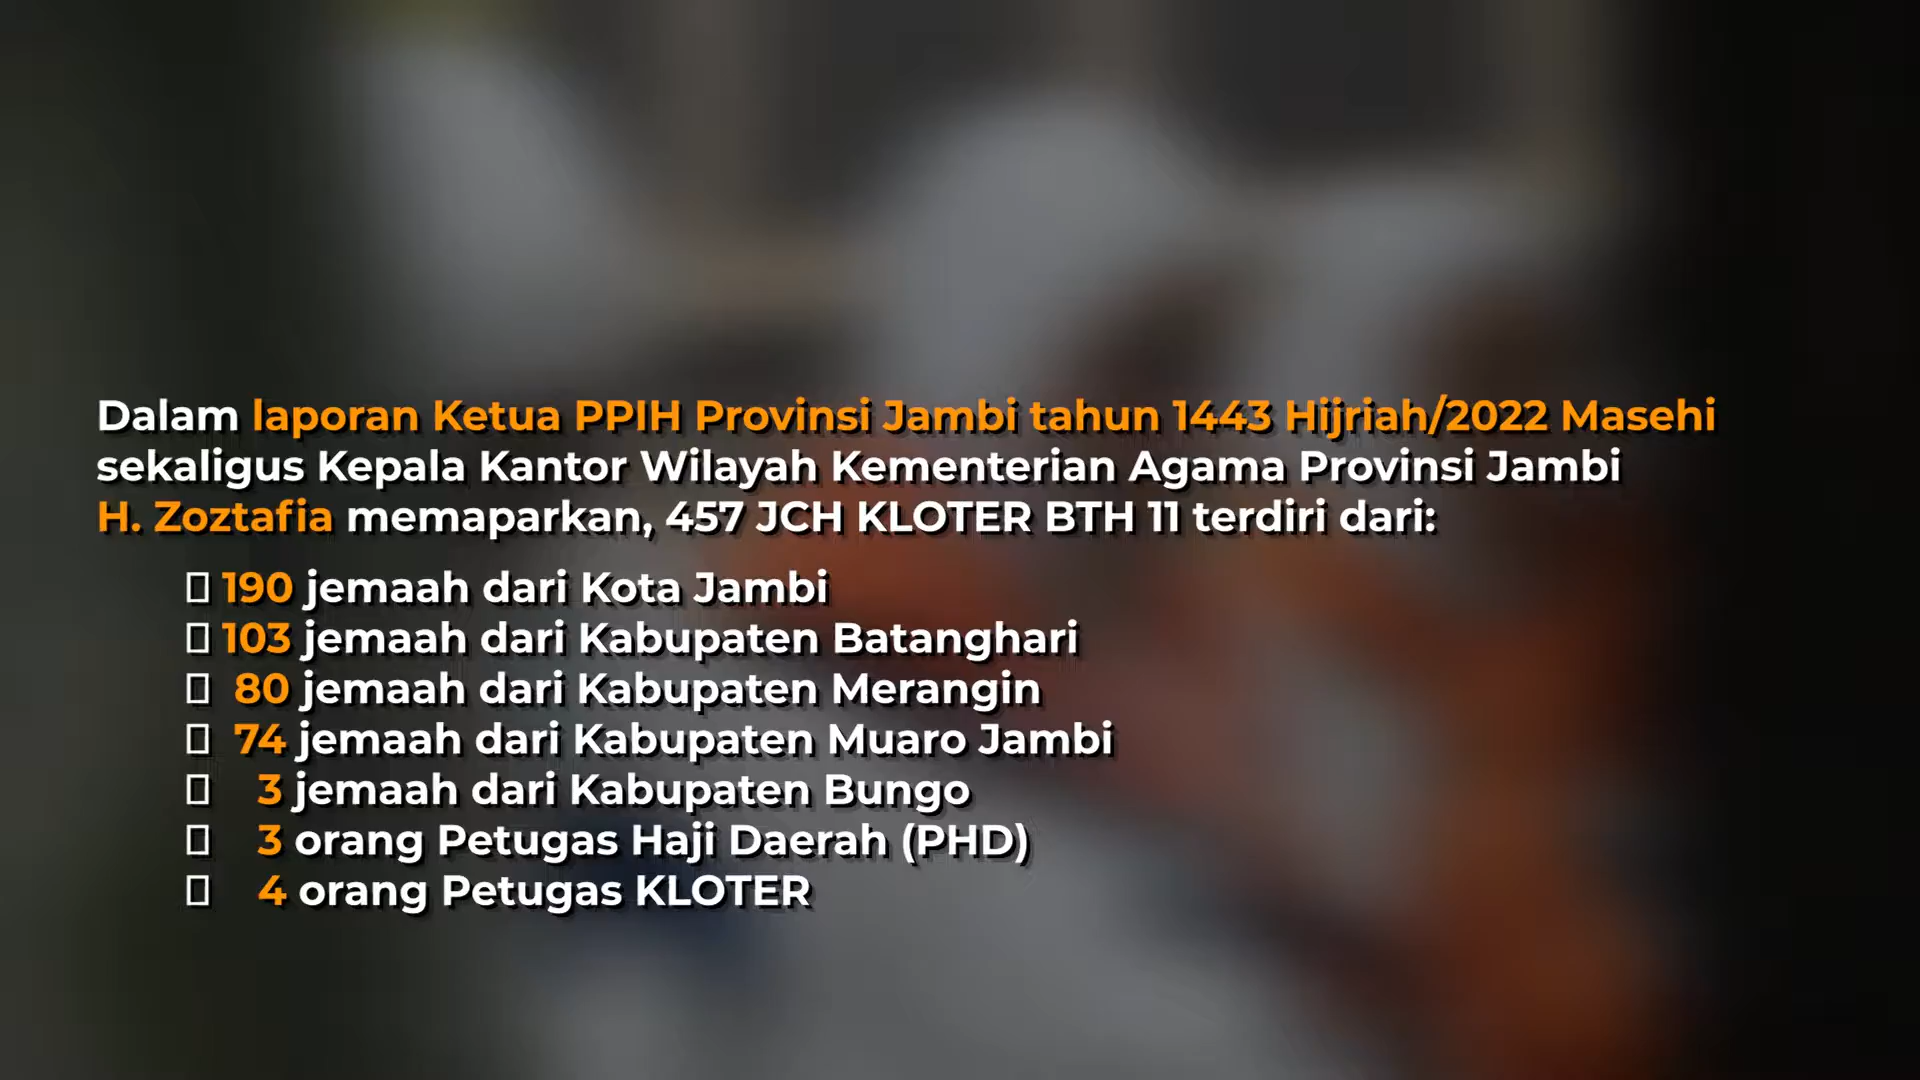 Dalam laporan Ketua PPIH Provinsi Jambi tahun 1443 Hijriah/2022 Masehi
sekaligus Kepala Kantor Wilayah Kementerian Agama Provinsi Jambi
H. Zoztafia memaparkan, 457 JCH KLOTER BTH 11 terdiri dari:
190 jemaah dari Kota Jambi
103 jemaah dari Kabupaten Batanghari
80 jemaah dari Kabupaten Merangin
74 jemaah dari Kabupaten Muaro Jambi
3 jemaah dari Kabupaten Bungo
3 orang Petugas Haji Daerah (PHD)
4 orang Petugas KLOTER